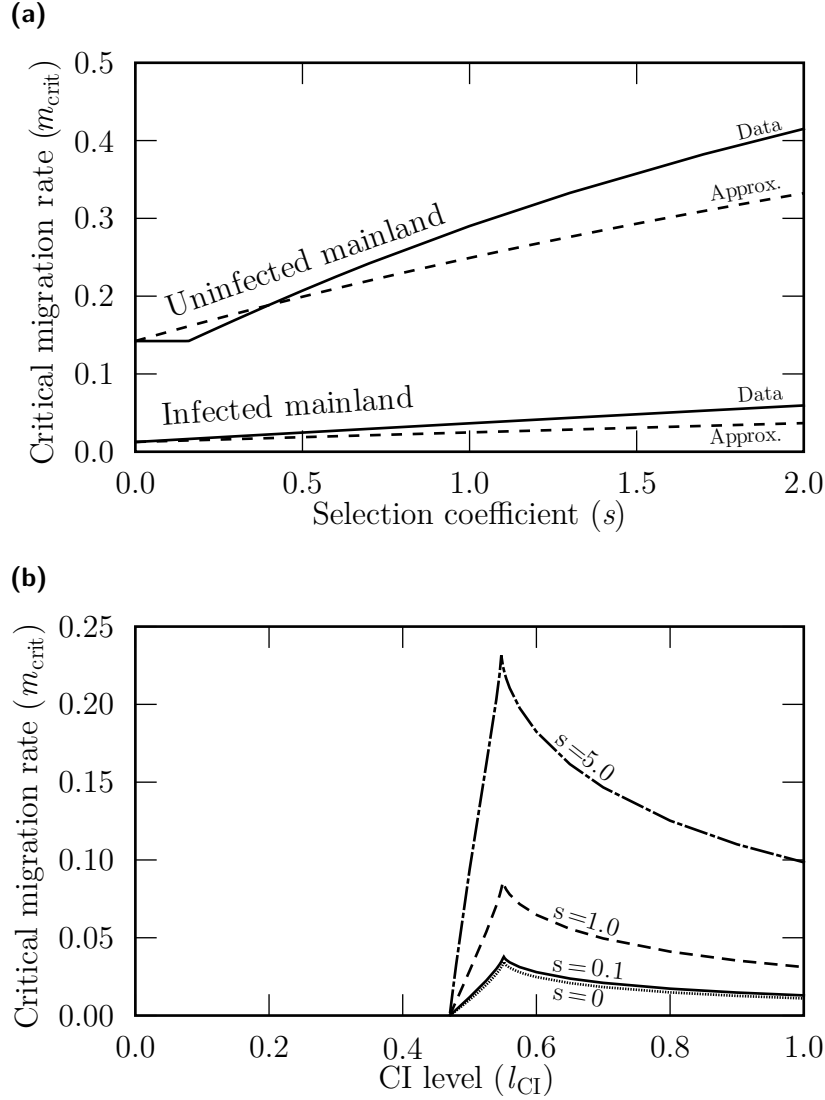 (a)
Critical migration rate (m_crit)
0.5
0.4
0.3
0.2
0.1
0.0
Data
Approx.
Uninfected mainland
Data
Infected mainland
Approx.
0.0 0.5 1.0 1.5 2.0
Selection coefficient (s)
(b)
Critical migration rate (m_crit)
0.25
0.20
0.15
0.10
0.05
0.00
s=5.0
s=1.0
s=0.1
s=0
0.0 0.2 0.4 0.6 0.8 1.0
CI level (l_CI)